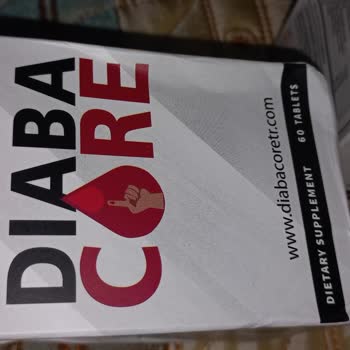 DIABA
CORE
www.diabacoretr.com
DIETARY SUPPLEMENT 60 TABLETS